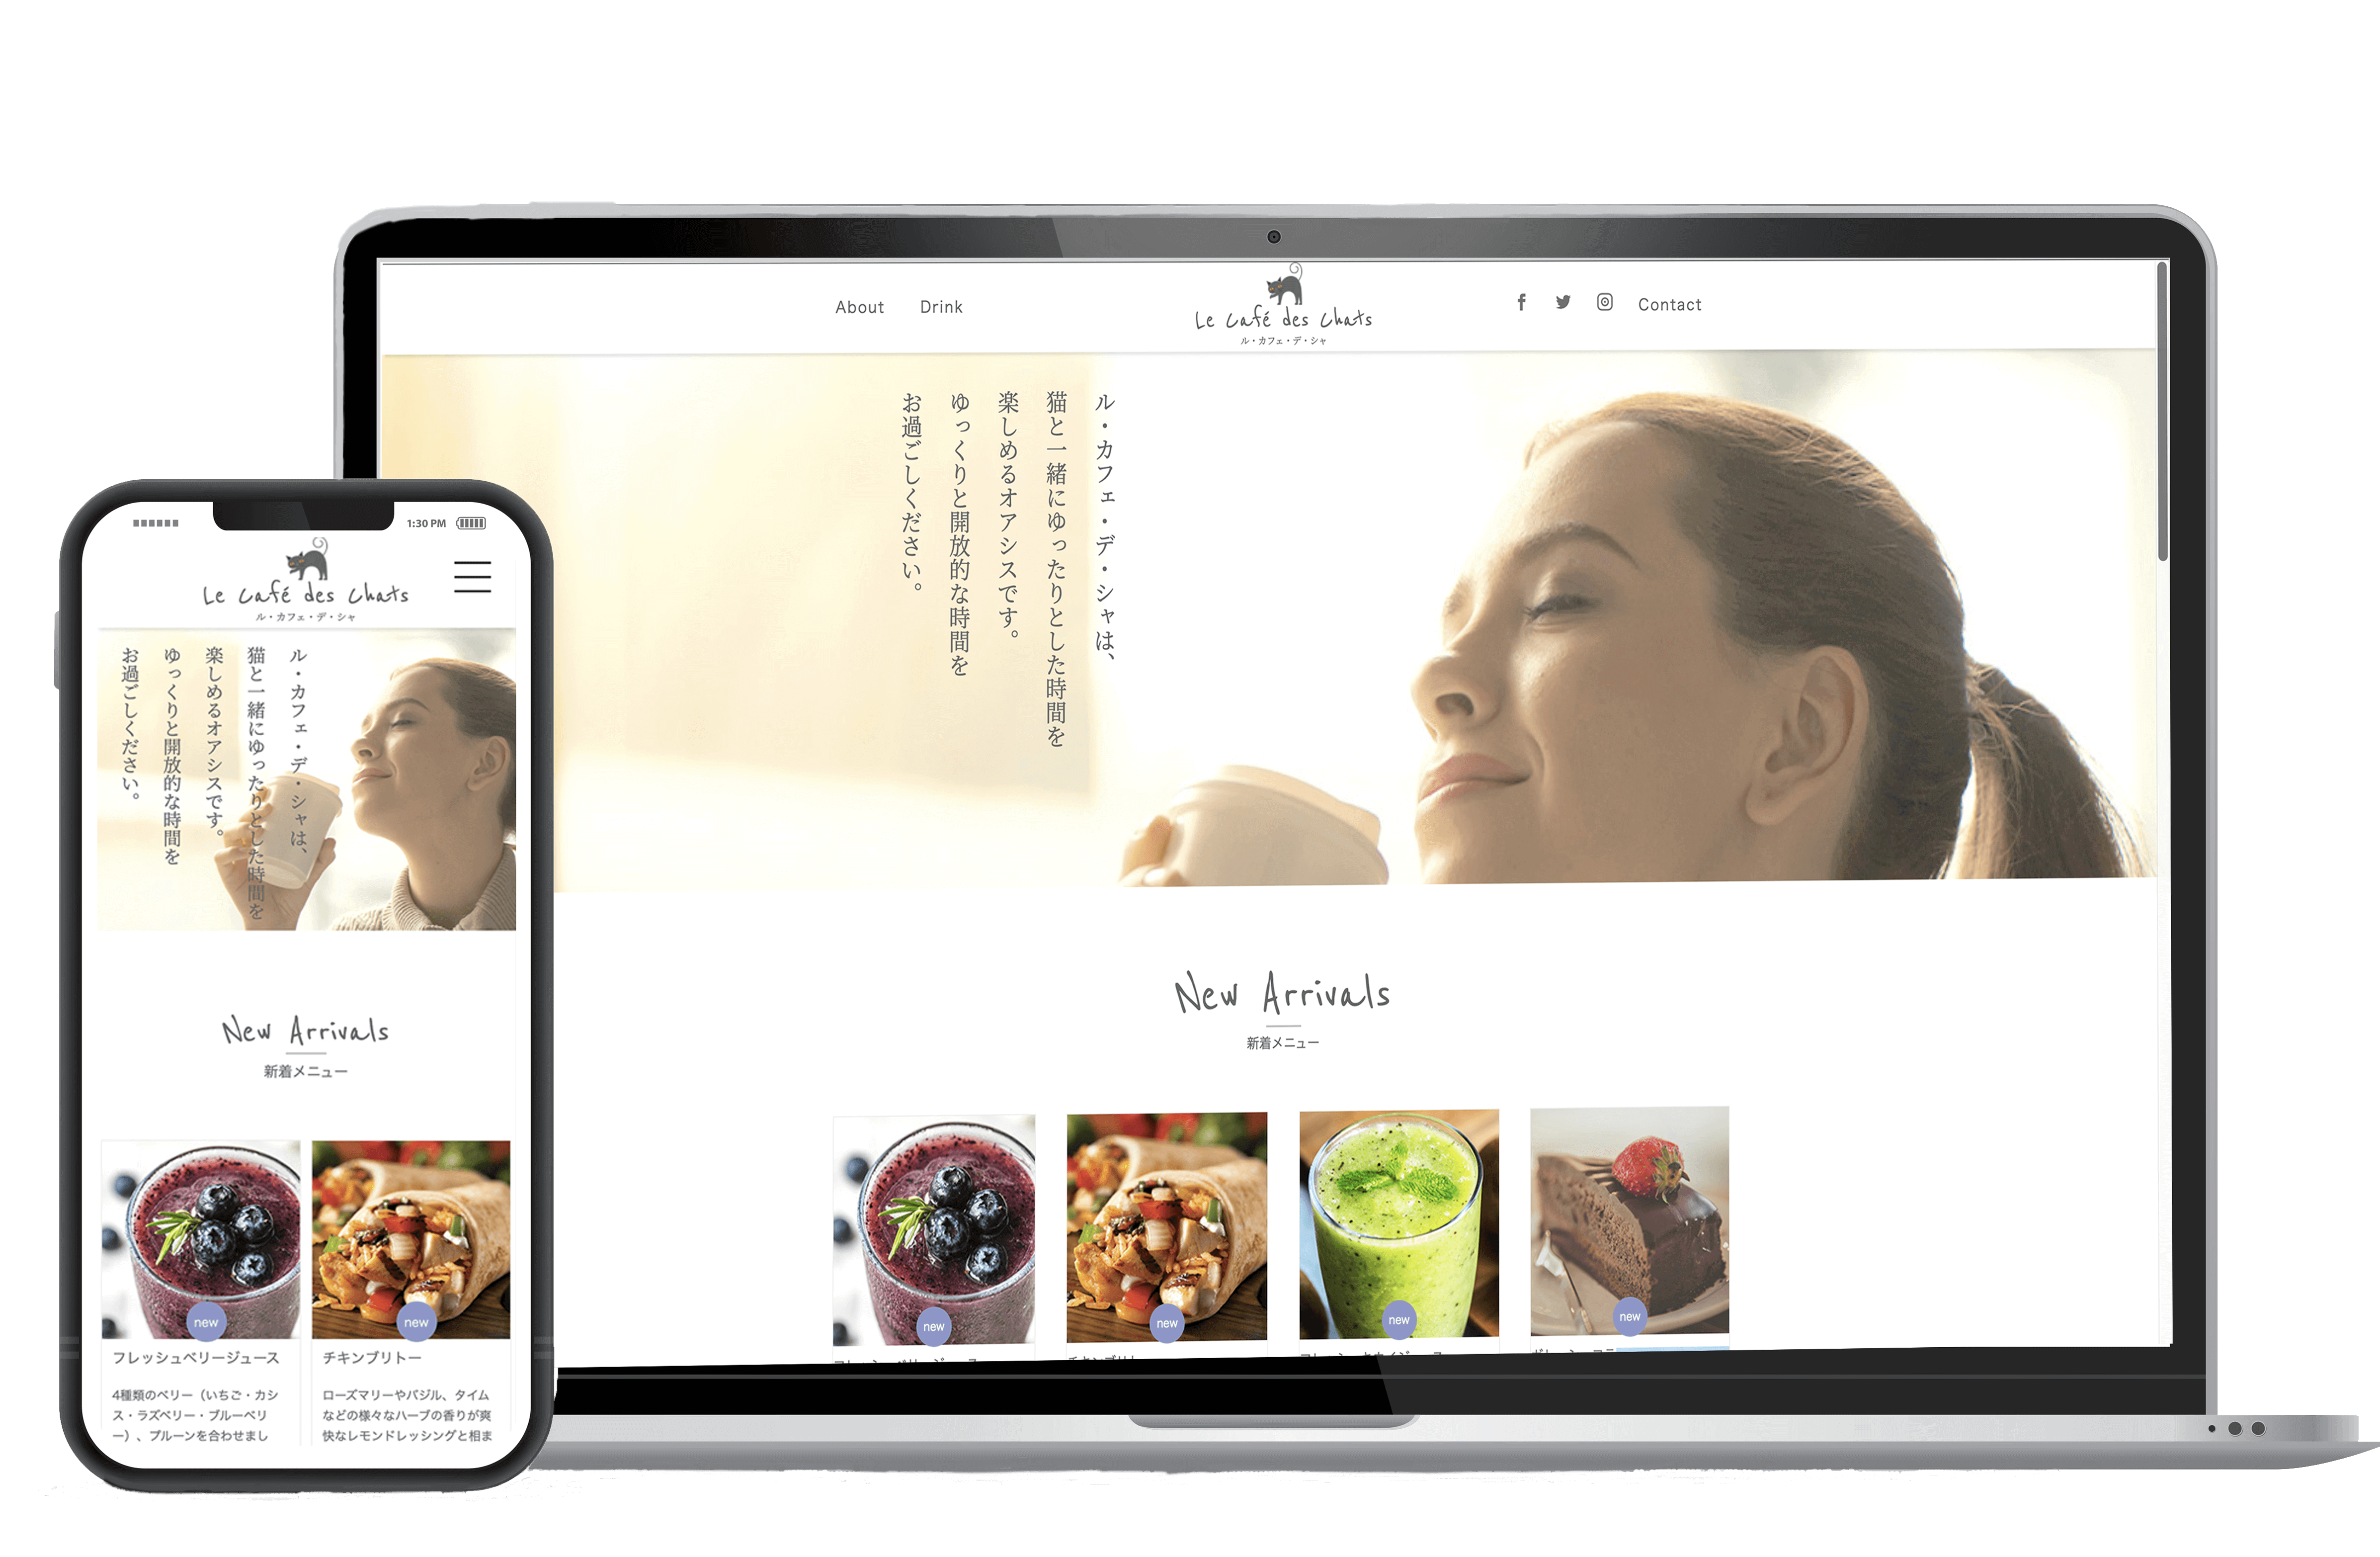 About
Drink
Le Café des Chats
ル・カフェ・デ・シャ
Contact
ル・カフェ・デ・シャは、
猫と一緒にゆったりとした時間を
楽しめるオアシスです。
ゆっくりと開放的な時間を
お過ごしください。
New Arrivals
新着メニュー
new
new
new
new
1:30 PM
Le Café des Chats
ル・カフェ・デ・シャ
ル・カフェ・デ・シャは、
猫と一緒にゆったりとした時間を
楽しめるオアシスです。
ゆっくりと開放的な時間を
お過ごしください。
New Arrivals
新着メニュー
new
フレッシュベリージュース
4種類のベリー（いちご・カシ
ス・ラズベリー・ブルーベリ
ー）、プルーンを合わせまし
new
チキンブリトー
ローズマリーやバジル、タイム
などの様々なハーブの香りが爽
快なレモンドレッシングと相ま